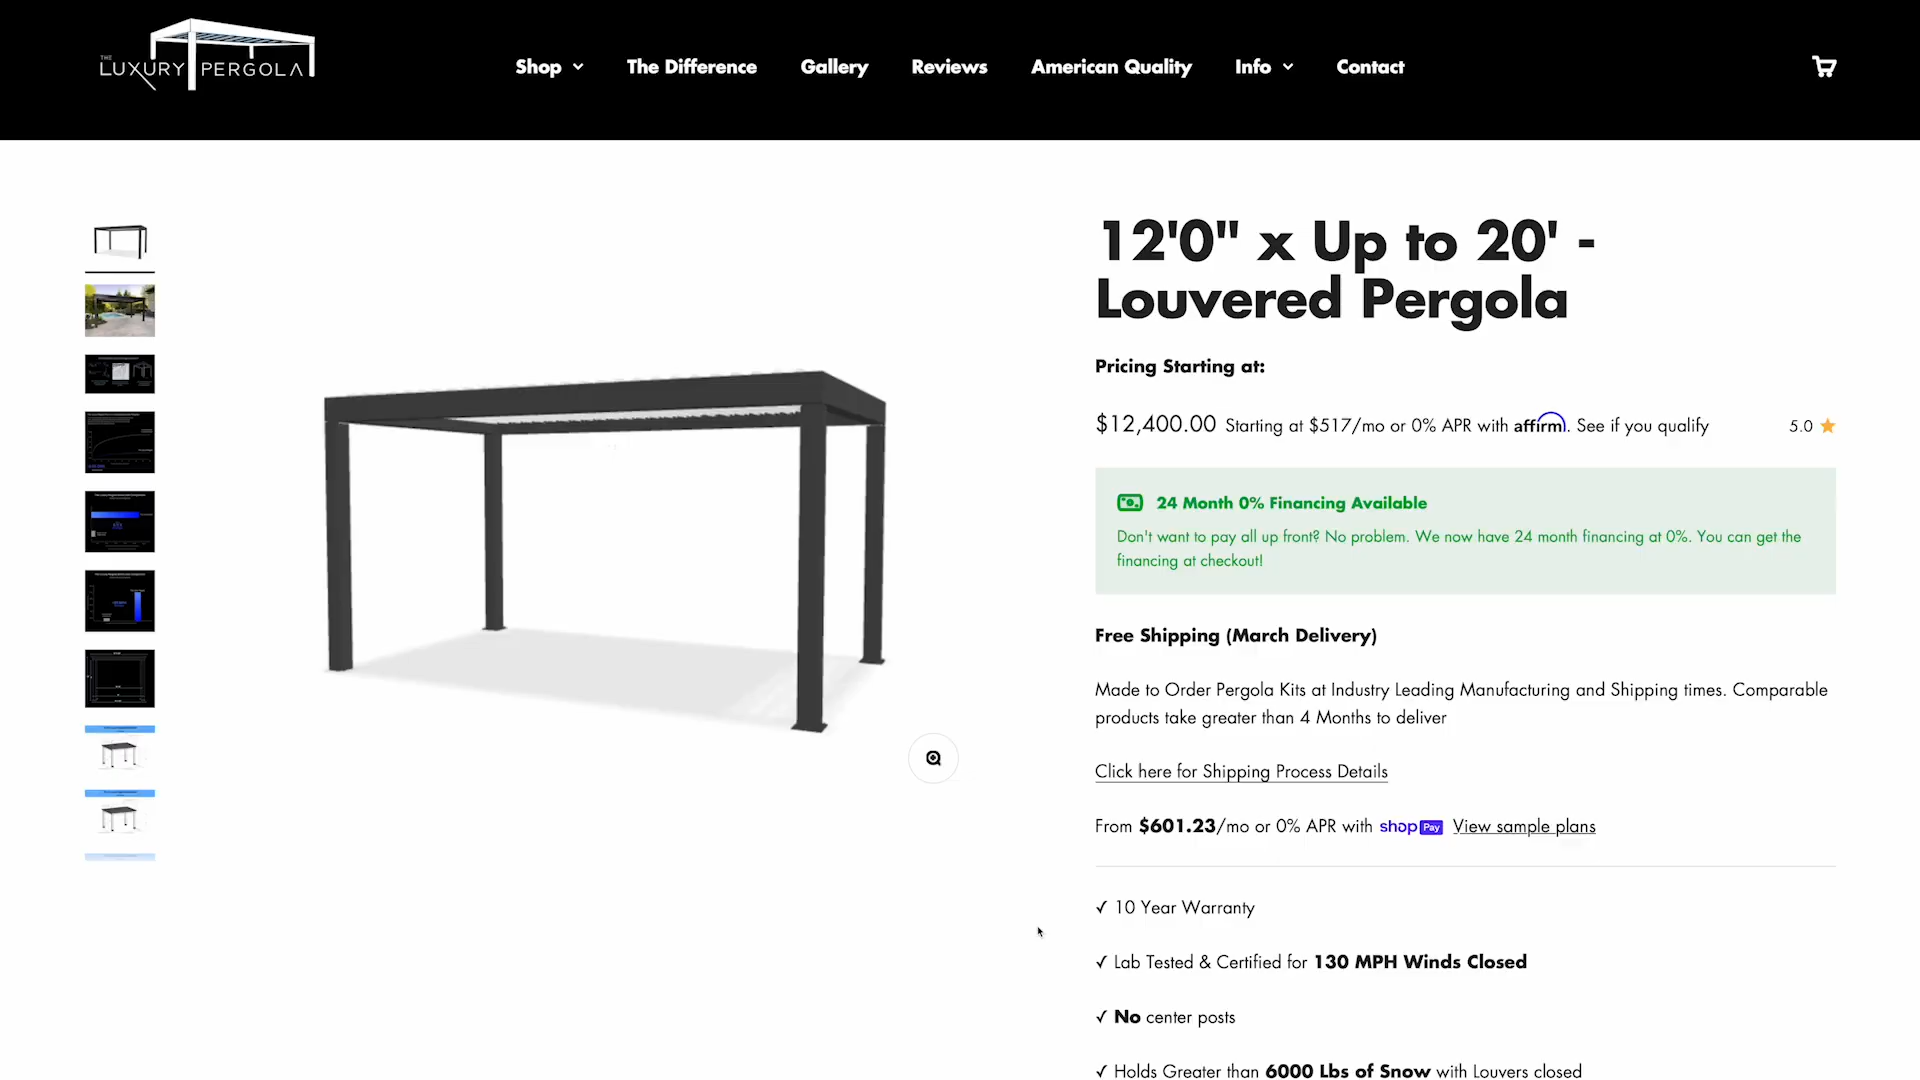 THE
LUXURY PERGOLA
Shop
The Difference
Gallery
Reviews
American Quality
Info
Contact
12'0" x Up to 20' -
Louvered Pergola
Pricing Starting at:
$12,400.00 Starting at $517/mo or 0% APR with affirm. See if you qualify
5.0
24 Month 0% Financing Available
Don't want to pay all up front? No problem. We now have 24 month financing at 0%. You can get the
financing at checkout!
Free Shipping (March Delivery)
Made to Order Pergola Kits at Industry Leading Manufacturing and Shipping times. Comparable
products take greater than 4 Months to deliver
Click here for Shipping Process Details
From $601.23/mo or 0% APR with shop Pay View sample plans
✓ 10 Year Warranty
✓ Lab Tested & Certified for 130 MPH Winds Closed
✓ No center posts
✓ Holds Greater than 6000 Lbs of Snow with Louvers closed